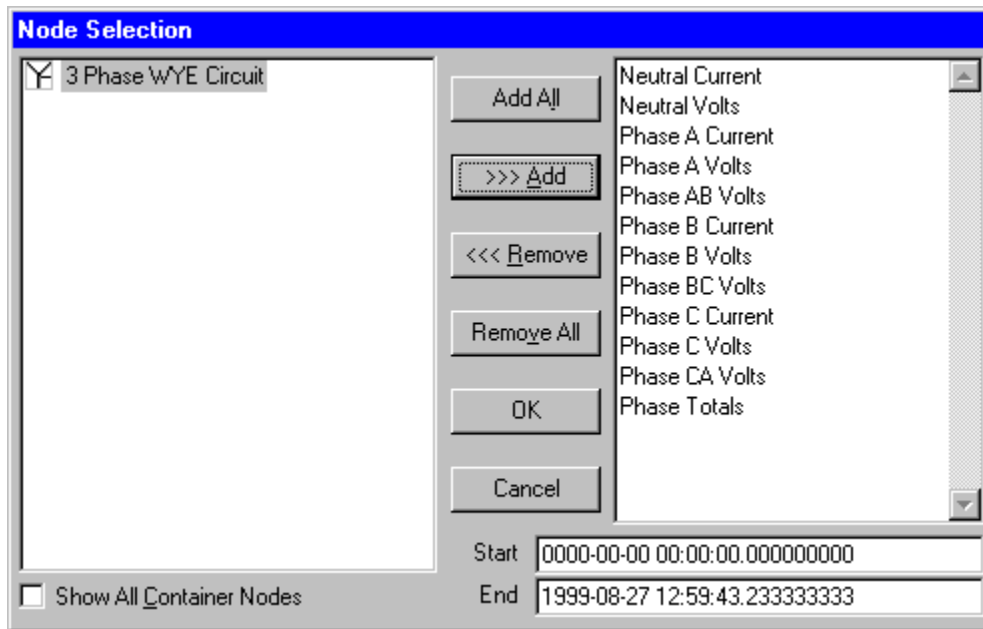 Node Selection
3 Phase WYE Circuit
Add All
>>> Add
<<< Remove
Remove All
OK
Cancel
Neutral Current
Neutral Volts
Phase A Current
Phase A Volts
Phase AB Volts
Phase B Current
Phase B Volts
Phase BC Volts
Phase C Current
Phase C Volts
Phase CA Volts
Phase Totals
Start 0000-00-00 00:00:00.000000000
Show All Container Nodes
End 1999-08-27 12:59:43.233333333